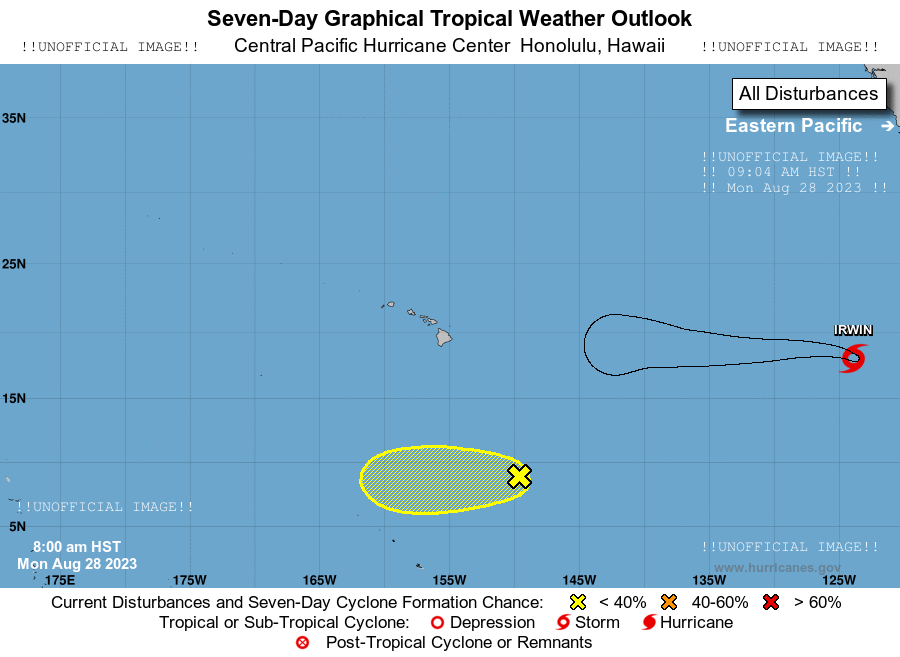 Seven-Day Graphical Tropical Weather Outlook
!!UNOFFICIAL IMAGE!! Central Pacific Hurricane Center Honolulu, Hawaii !!UNOFFICIAL IMAGE!!
All Disturbances
35N
Eastern Pacific ➔
!!UNOFFICIAL IMAGE!!
!! 09:04 AM HST !!
!! Mon Aug 28 2023 !!
25N
IRWIN
15N
!!UNOFFICIAL IMAGE!!
5N
8:00 am HST
Mon Aug 28 2023
!!UNOFFICIAL IMAGE!!
www.hurricanes.gov
175E 175W 165W 155W 145W 135W 125W
Current Disturbances and Seven-Day Cyclone Formation Chance: < 40% 40-60% > 60%
Tropical or Sub-Tropical Cyclone: Depression Storm Hurricane
Post-Tropical Cyclone or Remnants